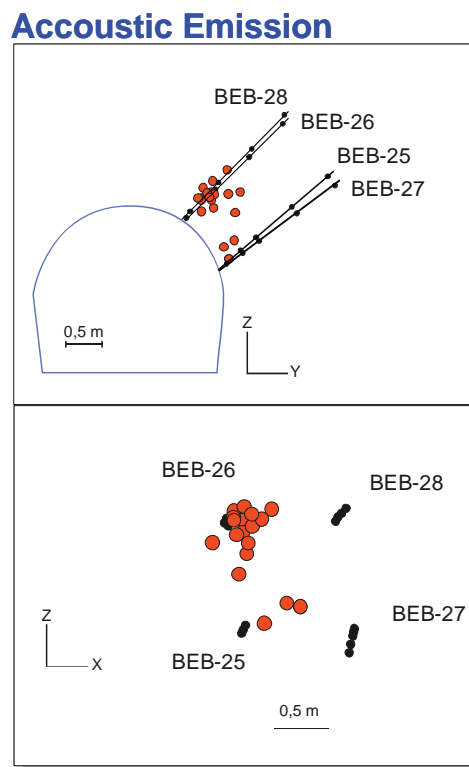 Accoustic Emission
BEB-28
BEB-26
BEB-25
BEB-27
0,5 m
Z
Y
BEB-26
BEB-28
BEB-27
Z
X
BEB-25
0,5 m